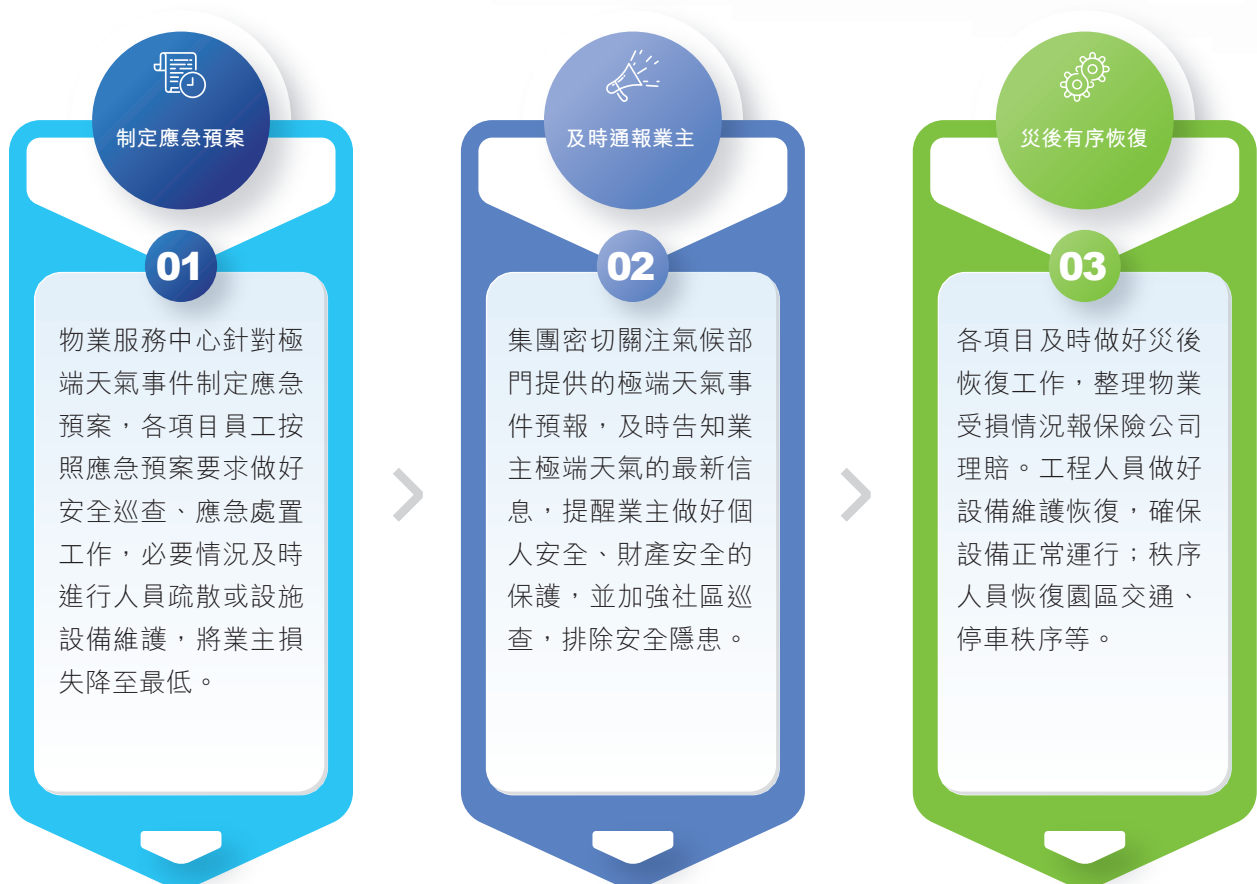 制定應急預案
01
物業服務中心針對極
端天氣事件制定應急
預案，各項目員工按
照應急預案要求做好
安全巡查、應急處置
工作，必要情況及時
進行人員疏散或設施
設備維護，將業主損
失降至最低。
及時通報業主
02
集團密切關注氣候部
門提供的極端天氣事
件預報，及時告知業
主極端天氣的最新信
息，提醒業主做好個
人安全、財產安全的
保護，並加強社區巡
查，排除安全隱患。
災後有序恢復
03
各項目及時做好災後
恢復工作，整理物業
受損情況報保險公司
理賠。工程人員做好
設備維護恢復，確保
設備正常運行；秩序
人員恢復園區交通、
停車秩序等。